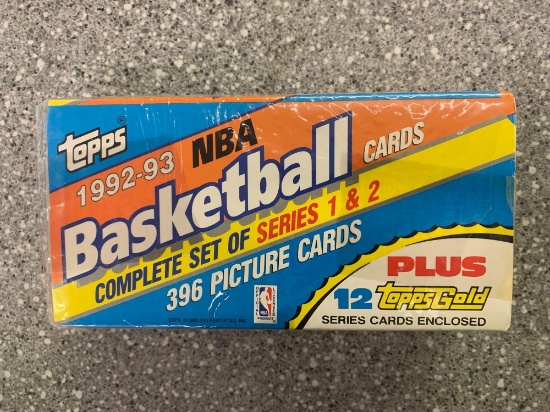 Topps
1992-93 NBA
Basketball CARDS
COMPLETE SET OF SERIES 1 & 2
396 PICTURE CARDS
PLUS
12 Topps Gold
SERIES CARDS ENCLOSED